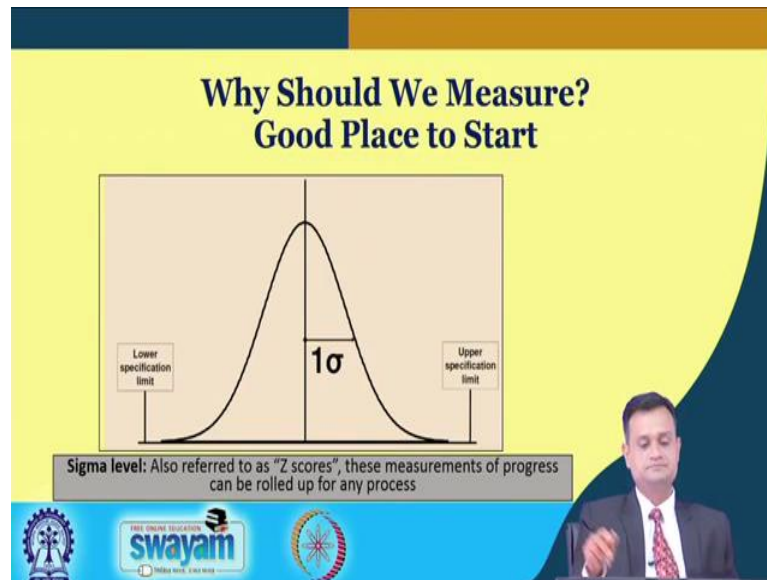 Why Should We Measure?
Good Place to Start
Lower
specification
limit
1σ
Upper
specification
limit
Sigma level: Also referred to as “Z scores”, these measurements of progress
can be rolled up for any process
FREE ONLINE EDUCATION
swayam